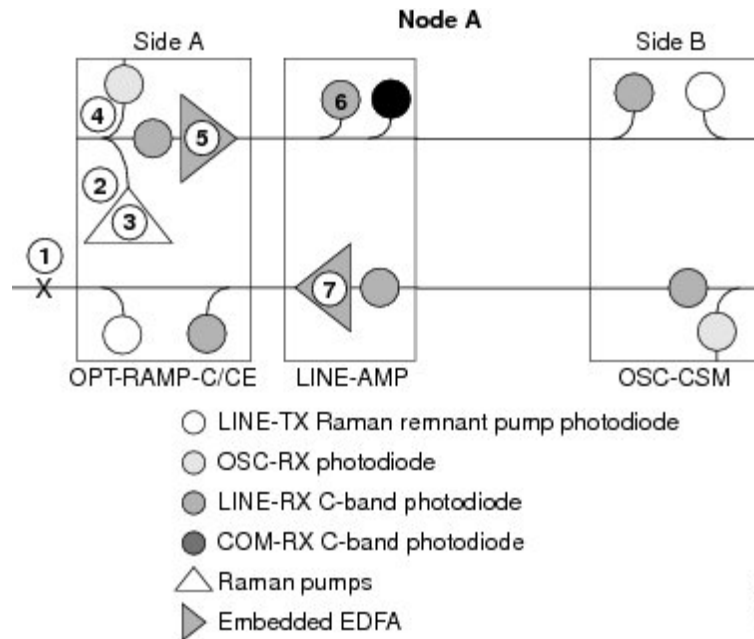 Node A
Side A
Side B
4
6
5
2
3
1
X
7
OPT-RAMP-C/CE
LINE-AMP
OSC-CSM
LINE-TX Raman remnant pump photodiode
OSC-RX photodiode
LINE-RX C-band photodiode
COM-RX C-band photodiode
Raman pumps
Embedded EDFA